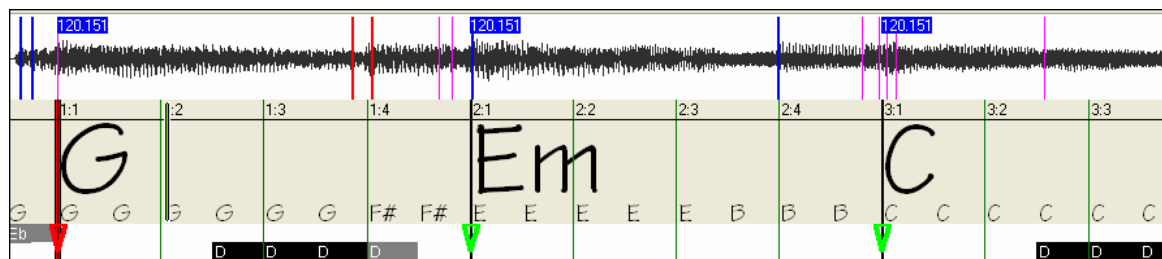 120.151 120.151 120.151
1:1 :2 1:3 1:4 2:1 2:2 2:3 2:4 3:1 3:2 3:3
G Em C
G G G G G G G F# F# E E E E E B B B C C C C C C
Eb
D D D D D D D